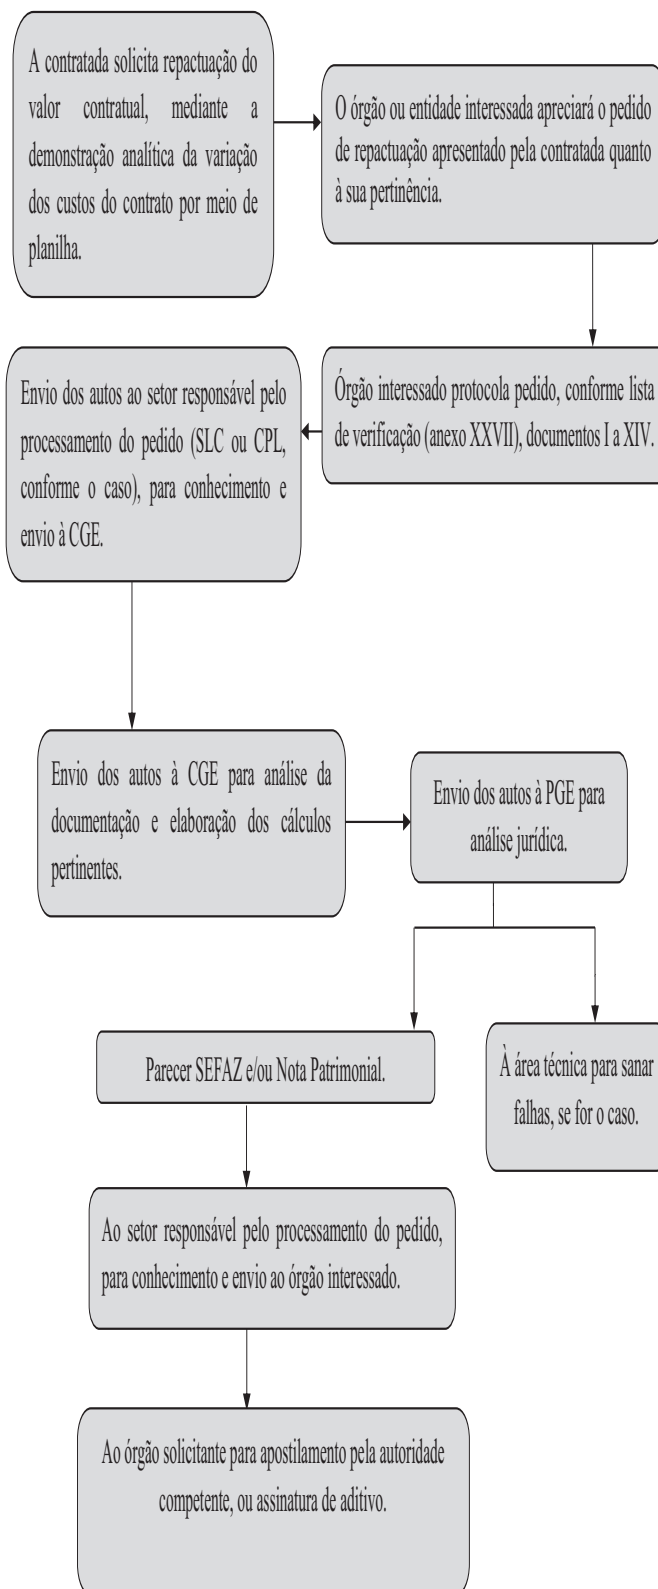 A contratada solicita repactuação do
valor contratual, mediante a
demonstração analítica da variação
dos custos do contrato por meio de
planilha.
O órgão ou entidade interessada apreciará o pedido
de repactuação apresentado pela contratada quanto
à sua pertinência.
Órgão interessado protocola pedido, conforme lista
de verificação (anexo XXVII), documentos I a XIV.
Envio dos autos ao setor responsável pelo
processamento do pedido (SLC ou CPL,
conforme o caso), para conhecimento e
envio à CGE.
Envio dos autos à CGE para análise da
documentação e elaboração dos cálculos
pertinentes.
Envio dos autos à PGE para
análise jurídica.
Parecer SEFAZ e/ou Nota Patrimonial.
À área técnica para sanar
falhas, se for o caso.
Ao setor responsável pelo processamento do pedido,
para conhecimento e envio ao órgão interessado.
Ao órgão solicitante para apostilamento pela autoridade
competente, ou assinatura de aditivo.